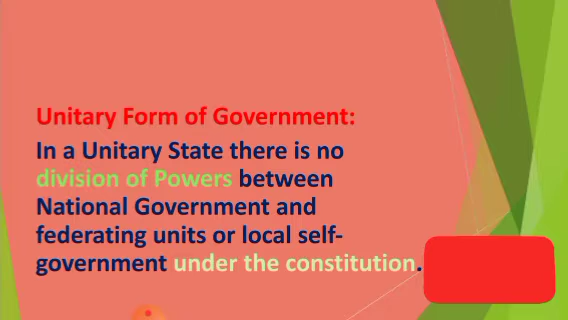 Unitary Form of Government:
In a Unitary State there is no
division of Powers between
National Government and
federating units or local self-
government under the constitution.